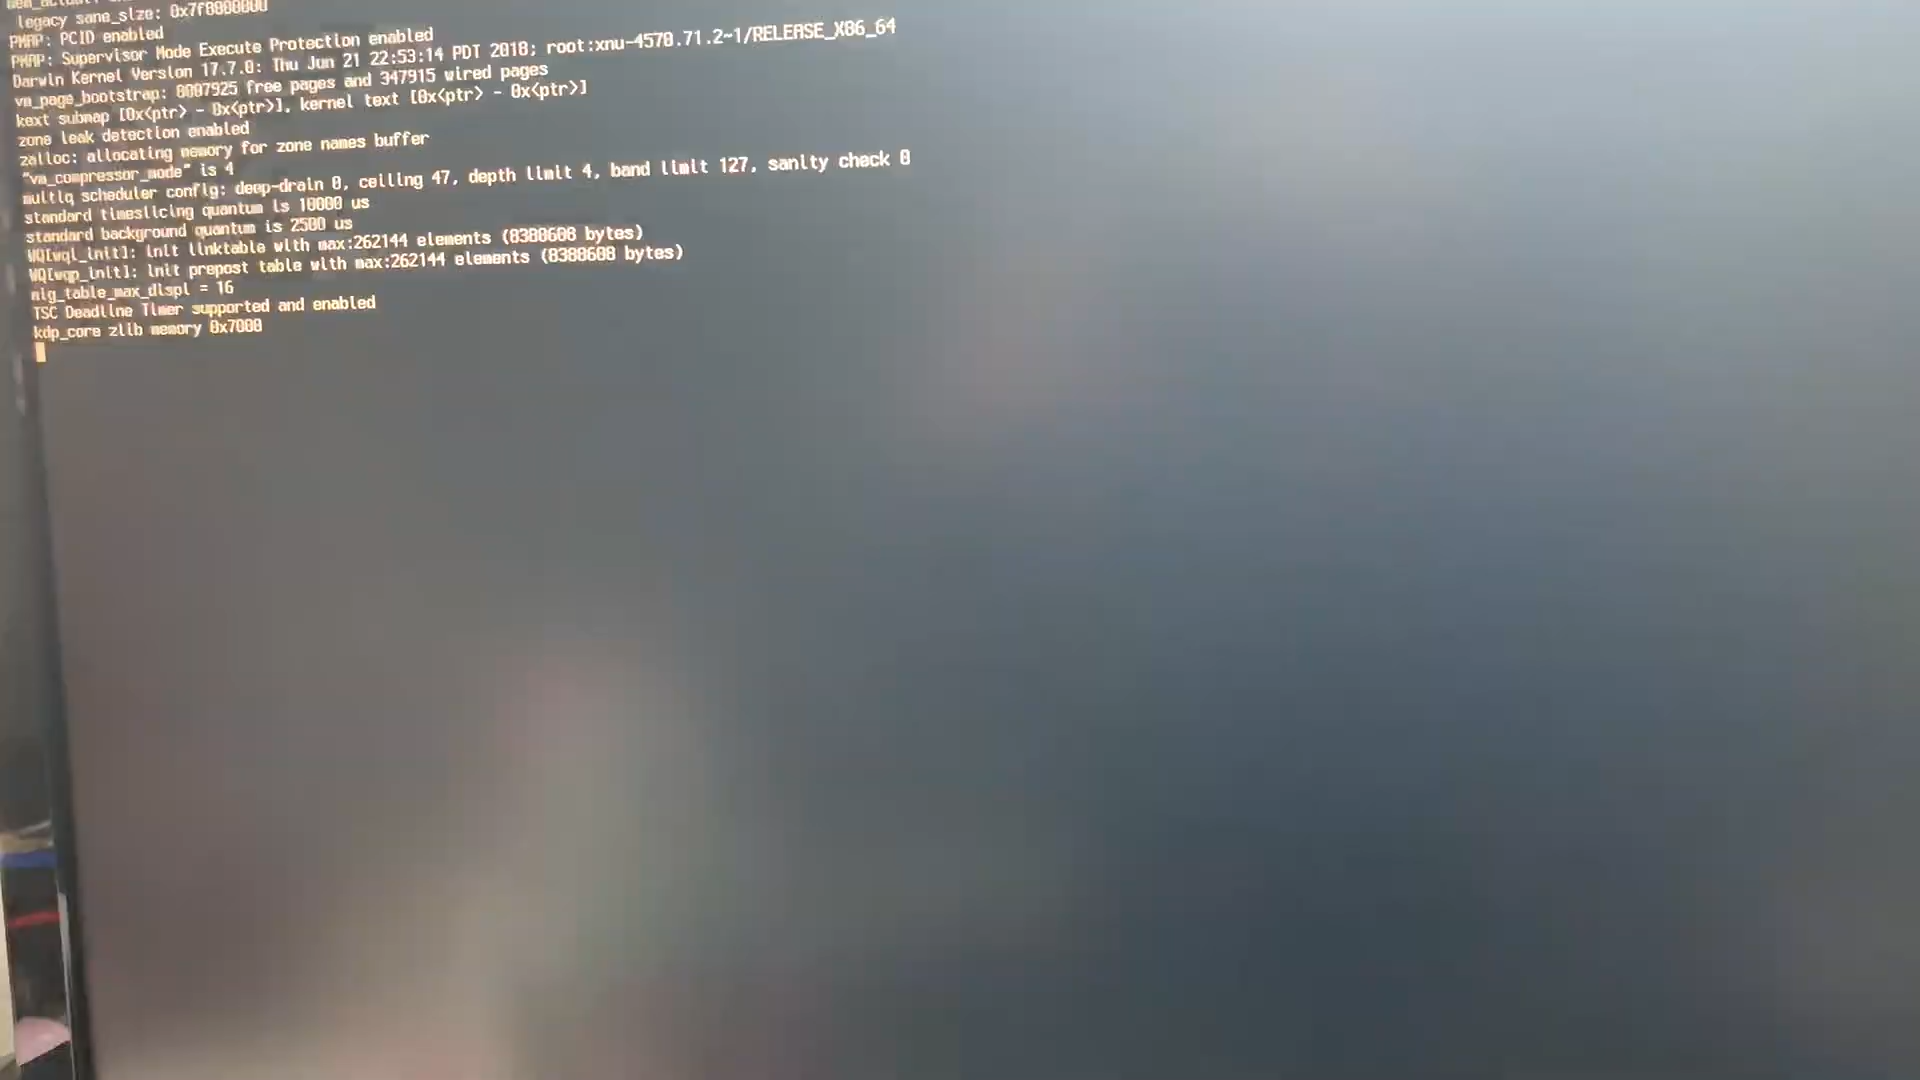 legacy sane_size: 0x7f8000000
PMAP: PCID enabled
PMAP: Supervisor Mode Execute Protection enabled
Darwin Kernel Version 17.7.0: Thu Jun 21 22:53:14 PDT 2018; root:xnu-4570.71.2~1/RELEASE_X86_64
vm_page_bootstrap: 8007925 free pages and 347915 wired pages
kext submap [0x<ptr> - 0x<ptr>], kernel text [0x<ptr> - 0x<ptr>]
zone leak detection enabled
zalloc: allocating memory for zone names buffer
"vm_compressor_mode" is 4
multiq scheduler config: deep-drain 0, ceiling 47, depth limit 4, band limit 127, sanity check 0
standard timeslicing quantum is 10000 us
standard background quantum is 2500 us
WQ[wql_init]: init linktable with max:262144 elements (8388608 bytes)
WQ[wqp_init]: init prepost table with max:262144 elements (8388608 bytes)
mig_table_max_displ = 16
TSC Deadline Timer supported and enabled
kdp_core zlib memory 0x7000